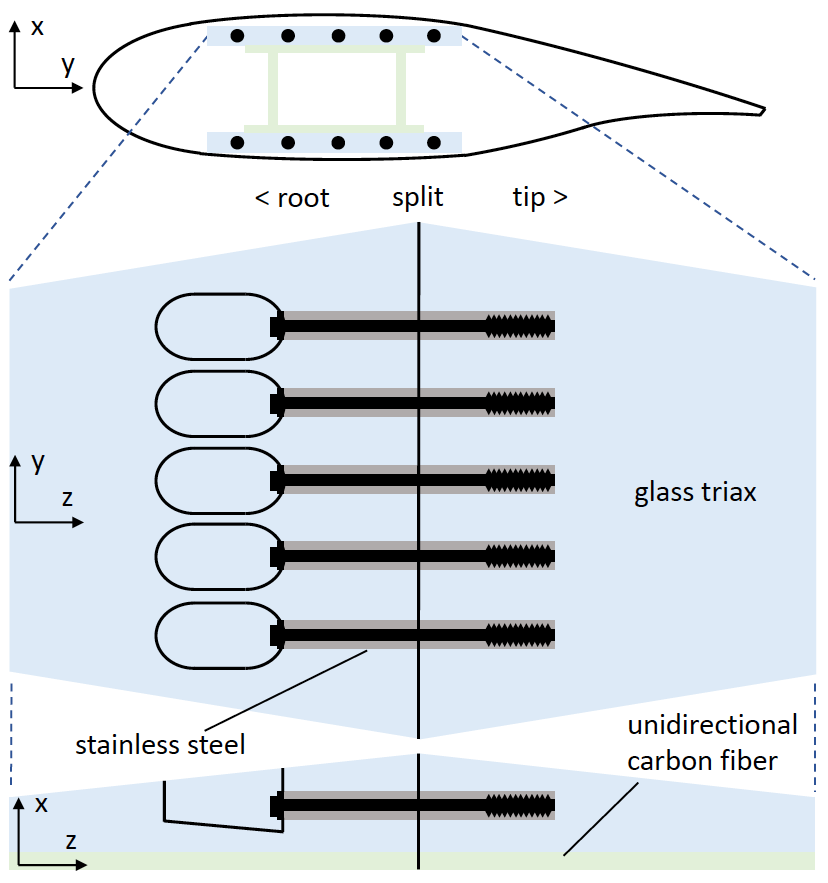 x
y
< root split tip >
y
z
glass triax
stainless steel
unidirectional
carbon fiber
x
z